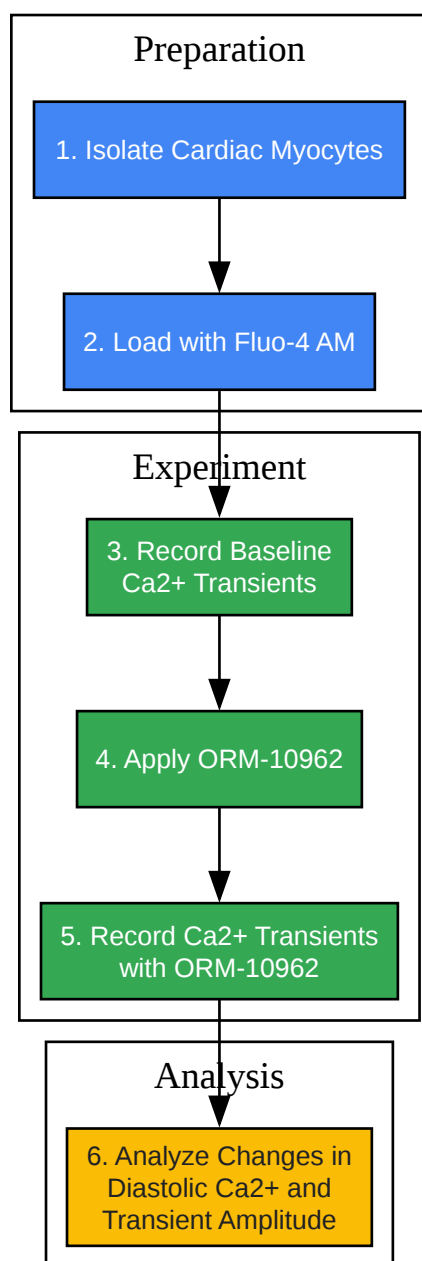 Preparation
1. Isolate Cardiac Myocytes
2. Load with Fluo-4 AM
Experiment
3. Record Baseline
Ca2+ Transients
4. Apply ORM-10962
5. Record Ca2+ Transients
with ORM-10962
Analysis
6. Analyze Changes in
Diastolic Ca2+ and
Transient Amplitude